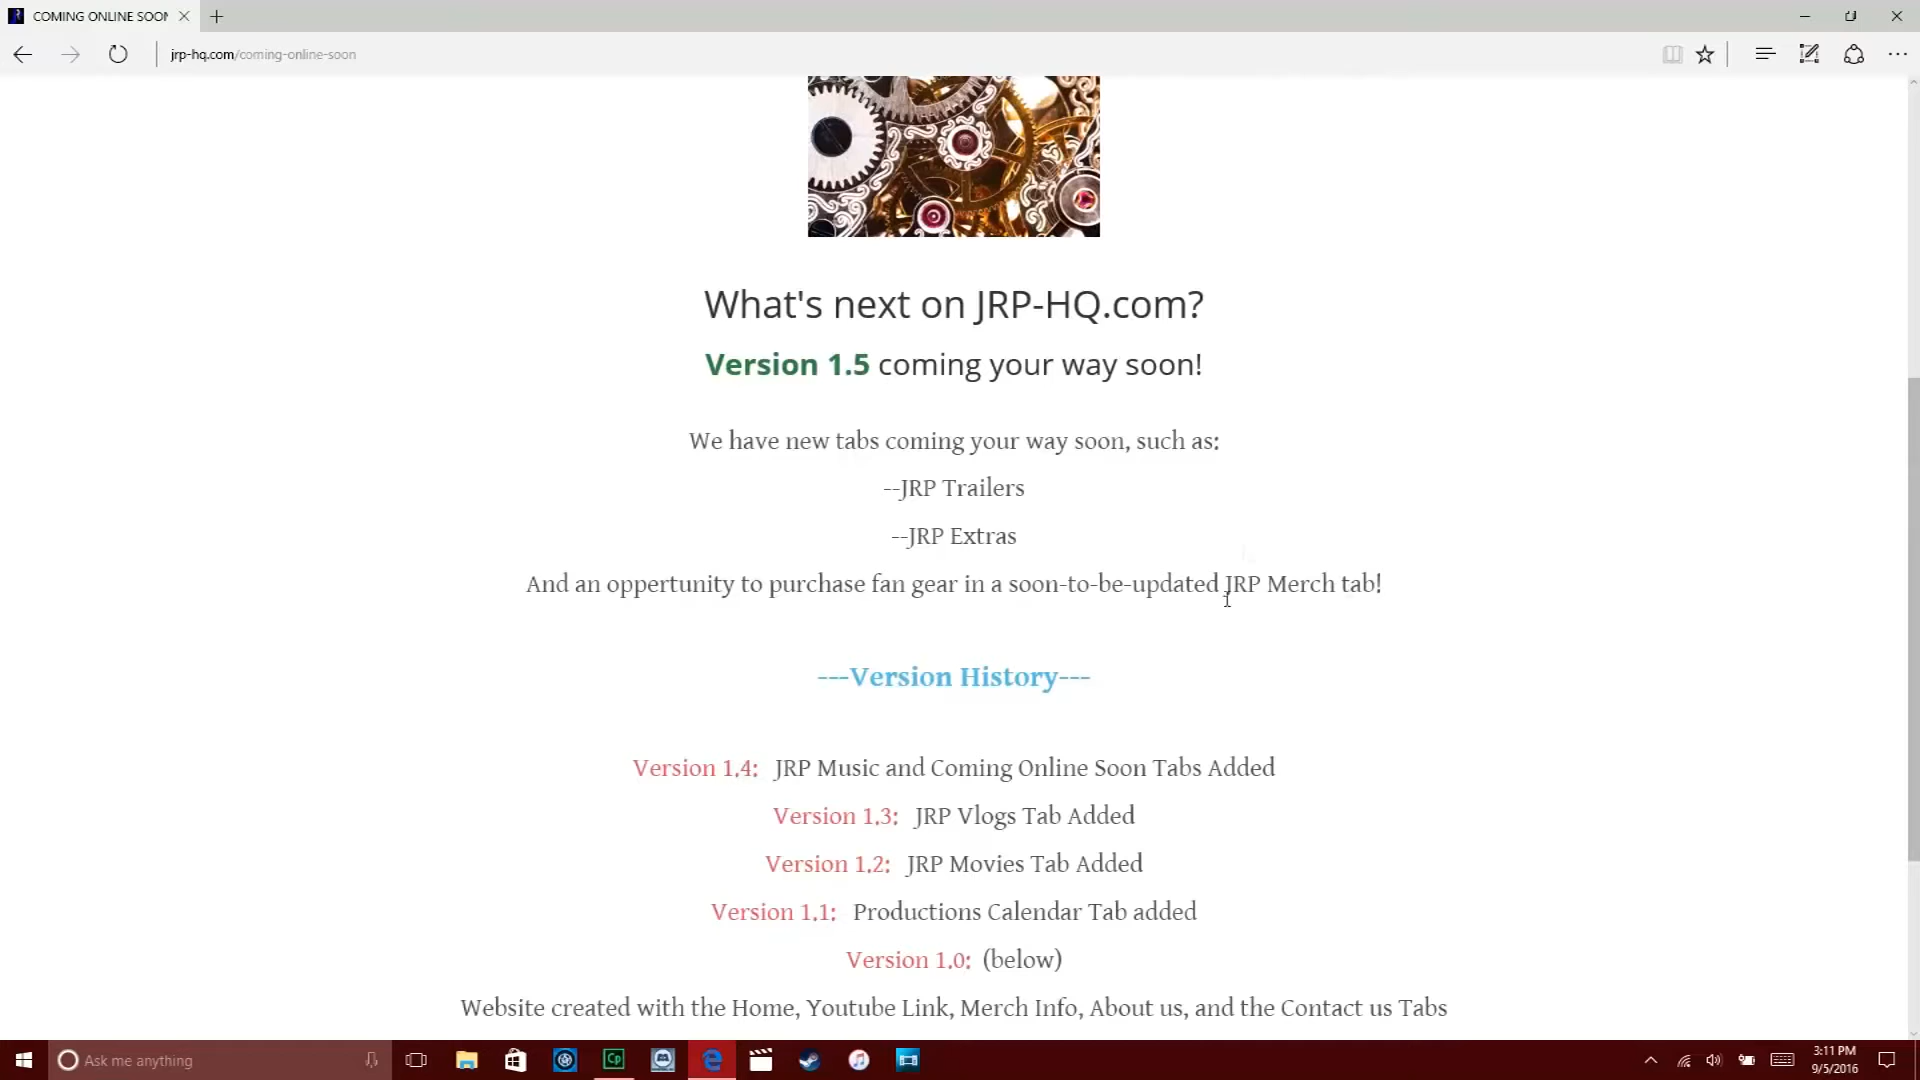 COMING ONLINE SOON
jrp-hq.com/coming-online-soon
What's next on JRP-HQ.com?
Version 1.5 coming your way soon!
We have new tabs coming your way soon, such as:
--JRP Trailers
--JRP Extras
And an oppertunity to purchase fan gear in a soon-to-be-updated JRP Merch tab!
---Version History---
Version 1.4: JRP Music and Coming Online Soon Tabs Added
Version 1.3: JRP Vlogs Tab Added
Version 1.2: JRP Movies Tab Added
Version 1.1: Productions Calendar Tab added
Version 1.0: (below)
Website created with the Home, Youtube Link, Merch Info, About us, and the Contact us Tabs
Ask me anything
Cp
3:11 PM
9/5/2016